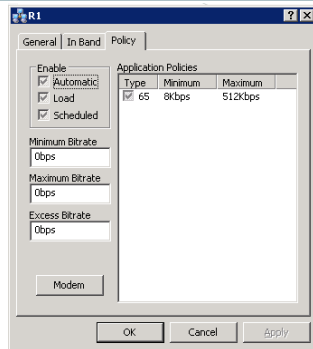 R1
General In Band Policy
Enable
Automatic
Load
Scheduled
Minimum Bitrate
0bps
Maximum Bitrate
0bps
Excess Bitrate
0bps
Modem
Application Policies
Type Minimum Maximum
65 8Kbps 512Kbps
OK Cancel Apply